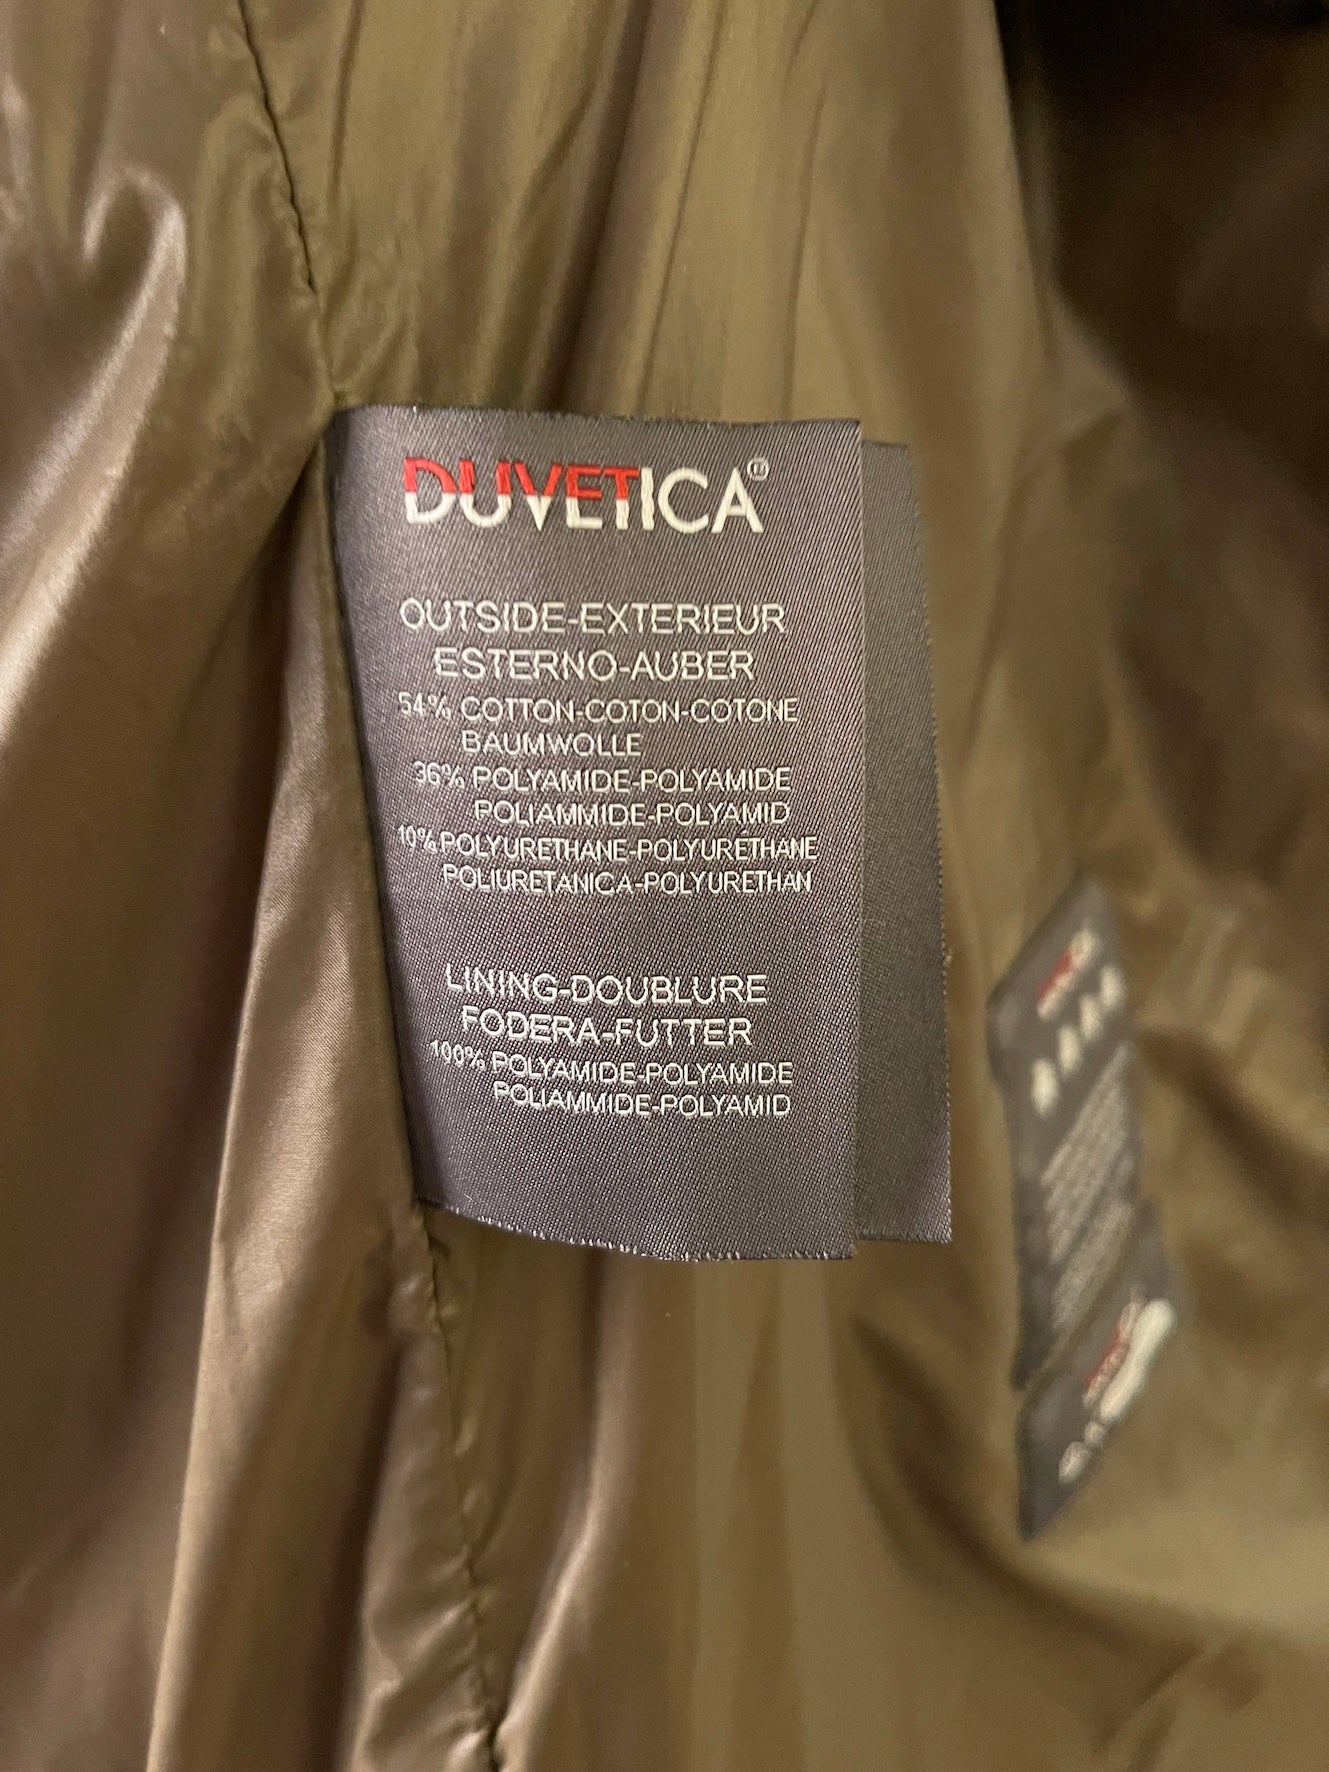 DUVETICA®
OUTSIDE-EXTERIEUR
ESTERNO-AUBER
54% COTTON-COTON-COTONE
BAUMWOLLE
36% POLYAMIDE-POLYAMIDE
POLIAMMIDE-POLYAMID
10% POLYURETHANE-POLYURETHANE
POLIURETANICA-POLYURETHAN
LINING-DOUBLURE
FODERA-FUTTER
100% POLYAMIDE-POLYAMIDE
POLIAMMIDE-POLYAMID